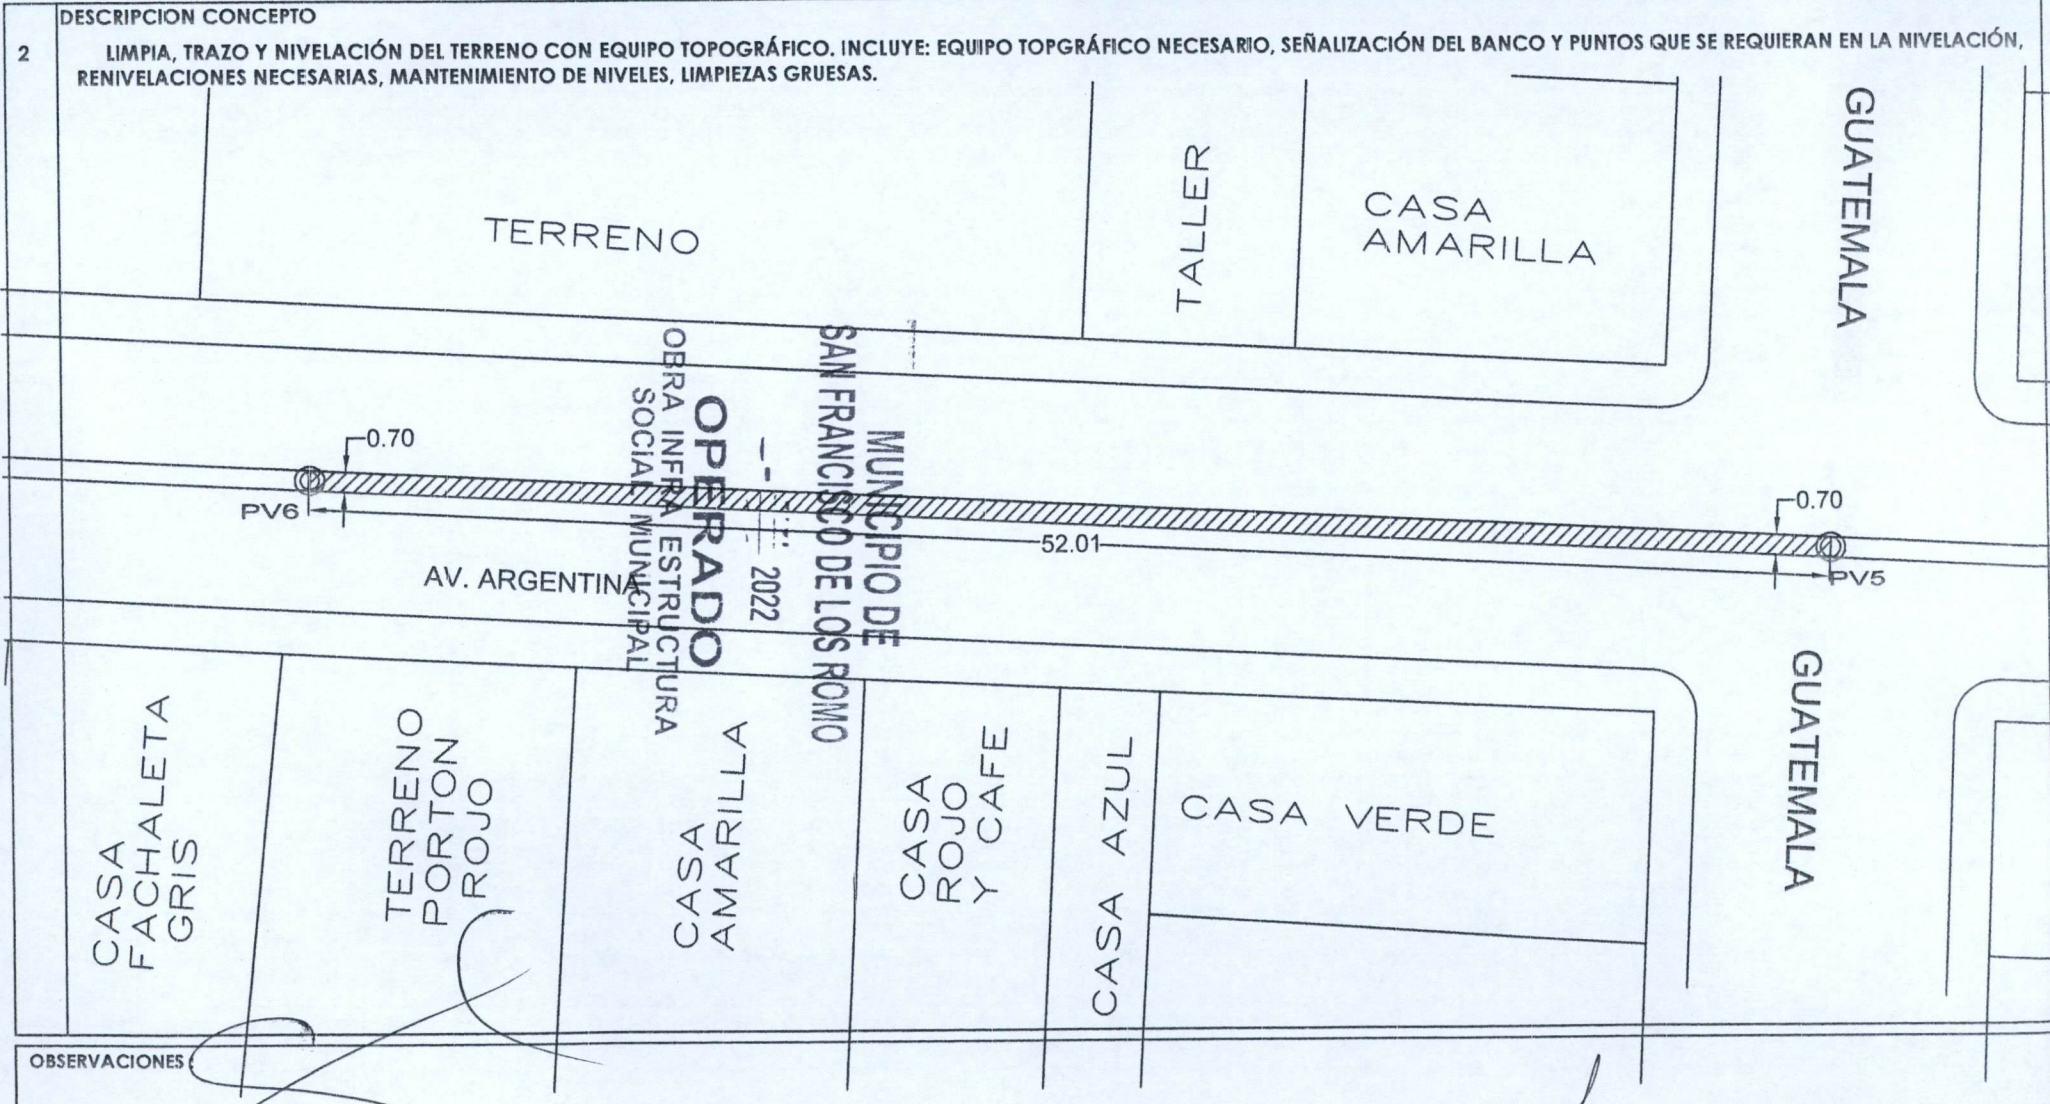 DESCRIPCION CONCEPTO
2 LIMPIA, TRAZO Y NIVELACIÓN DEL TERRENO CON EQUIPO TOPOGRÁFICO. INCLUYE: EQUIPO TOPGRÁFICO NECESARIO, SEÑALIZACIÓN DEL BANCO Y PUNTOS QUE SE REQUIERAN EN LA NIVELACIÓN,
RENIVELACIONES NECESARIAS, MANTENIMIENTO DE NIVELES, LIMPIEZAS GRUESAS.
TERRENO
TALLER
CASA
AMARILLA
GUATEMALA
0.70
PV6
52.01
0.70
PV5
AV. ARGENTINA
MUNICIPIO DE
SAN FRANCISCO DE LOS ROMO
2022
OPERADO
OBRA INFRA ESTRUCTURA
SOCIAL MUNICIPAL
GUATEMALA
CASA
FACHALETA
GRIS
TERRENO
PORTON
ROJO
CASA
AMARILLA
CASA
ROJO
Y CAFE
CASA AZUL
CASA VERDE
OBSERVACIONES: